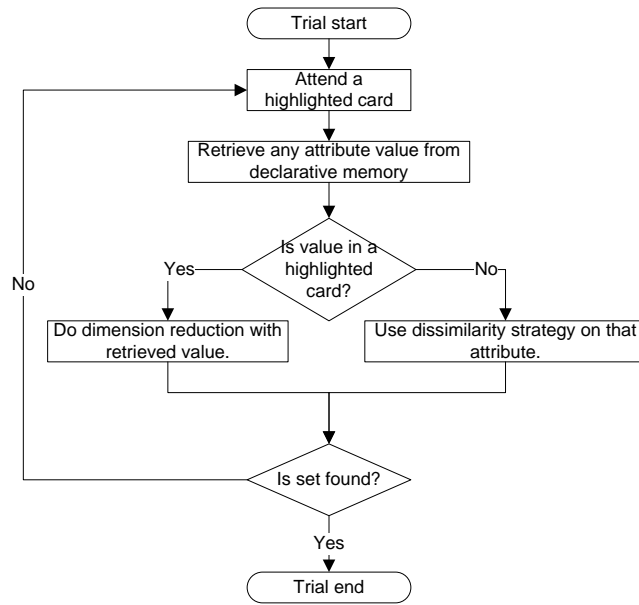 Trial start
Attend a
highlighted card
Retrieve any attribute value from
declarative memory
Is value in a
highlighted
card?
Yes
No
No
Do dimension reduction with
retrieved value.
Use dissimilarity strategy on that
attribute.
Is set found?
Yes
Trial end